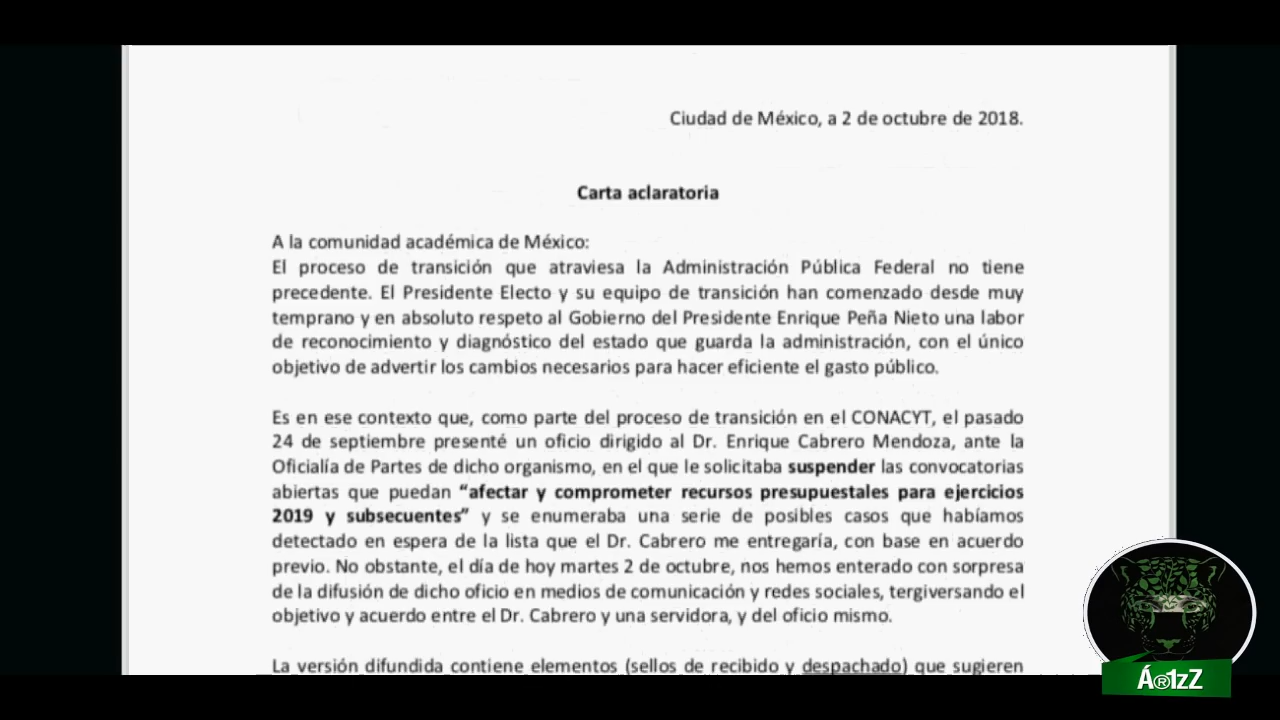 Ciudad de México, a 2 de octubre de 2018.
Carta aclaratoria
A la comunidad académica de México:
El proceso de transición que atraviesa la Administración Pública Federal no tiene
precedente. El Presidente Electo y su equipo de transición han comenzado desde muy
temprano y en absoluto respeto al Gobierno del Presidente Enrique Peña Nieto una labor
de reconocimiento y diagnóstico del estado que guarda la administración, con el único
objetivo de advertir los cambios necesarios para hacer eficiente el gasto público.
Es en ese contexto que, como parte del proceso de transición en el CONACYT, el pasado
24 de septiembre presenté un oficio dirigido al Dr. Enrique Cabrero Mendoza, ante la
Oficialía de Partes de dicho organismo, en el que le solicitaba suspender las convocatorias
abiertas que puedan “afectar y comprometer recursos presupuestales para ejercicios
2019 y subsecuentes” y se enumeraba una serie de posibles casos que habíamos
detectado en espera de la lista que el Dr. Cabrero me entregaría, con base en acuerdo
previo. No obstante, el día de hoy martes 2 de octubre, nos hemos enterado con sorpresa
de la difusión de dicho oficio en medios de comunicación y redes sociales, tergiversando el
objetivo y acuerdo entre el Dr. Cabrero y una servidora, y del oficio mismo.
La versión difundida contiene elementos (sellos de recibido y despachado) que sugieren
Á®1zZ